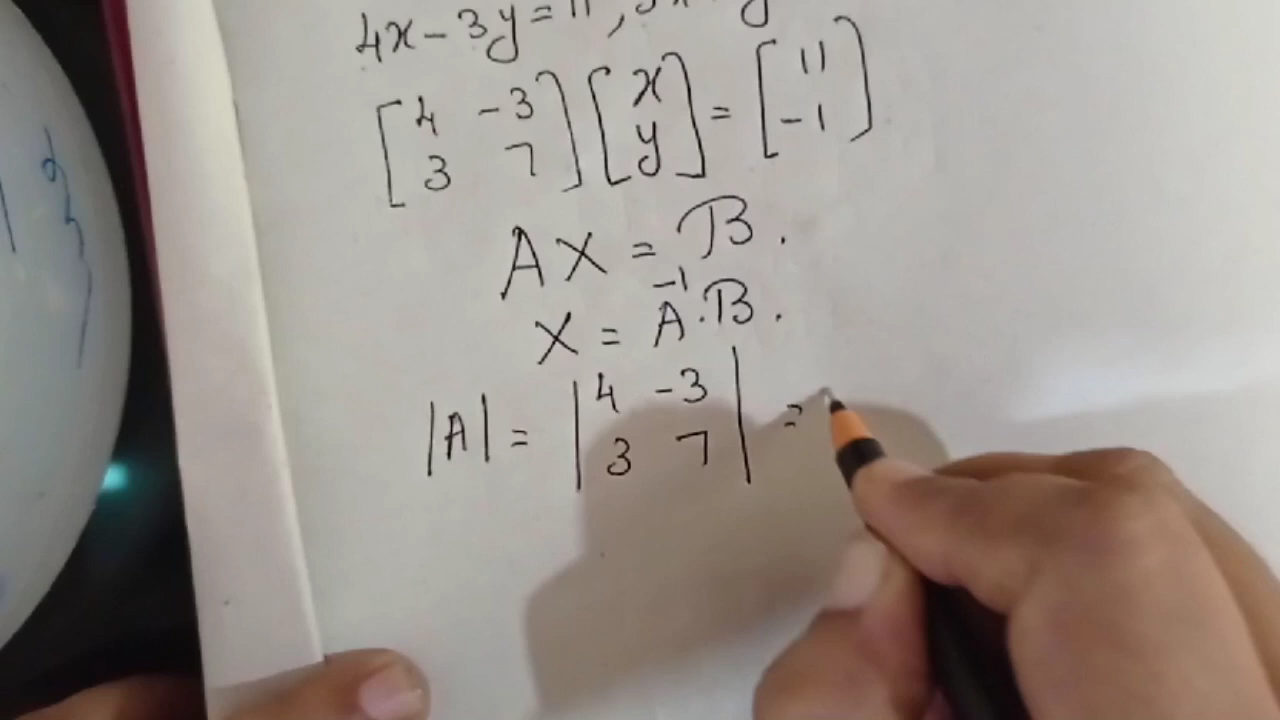 4x - 3y = 11,
[4 -3 3 7] [x y] = [11 -1]
AX = B.
X = A⁻¹.B.
|A| = |4 -3 3 7| =